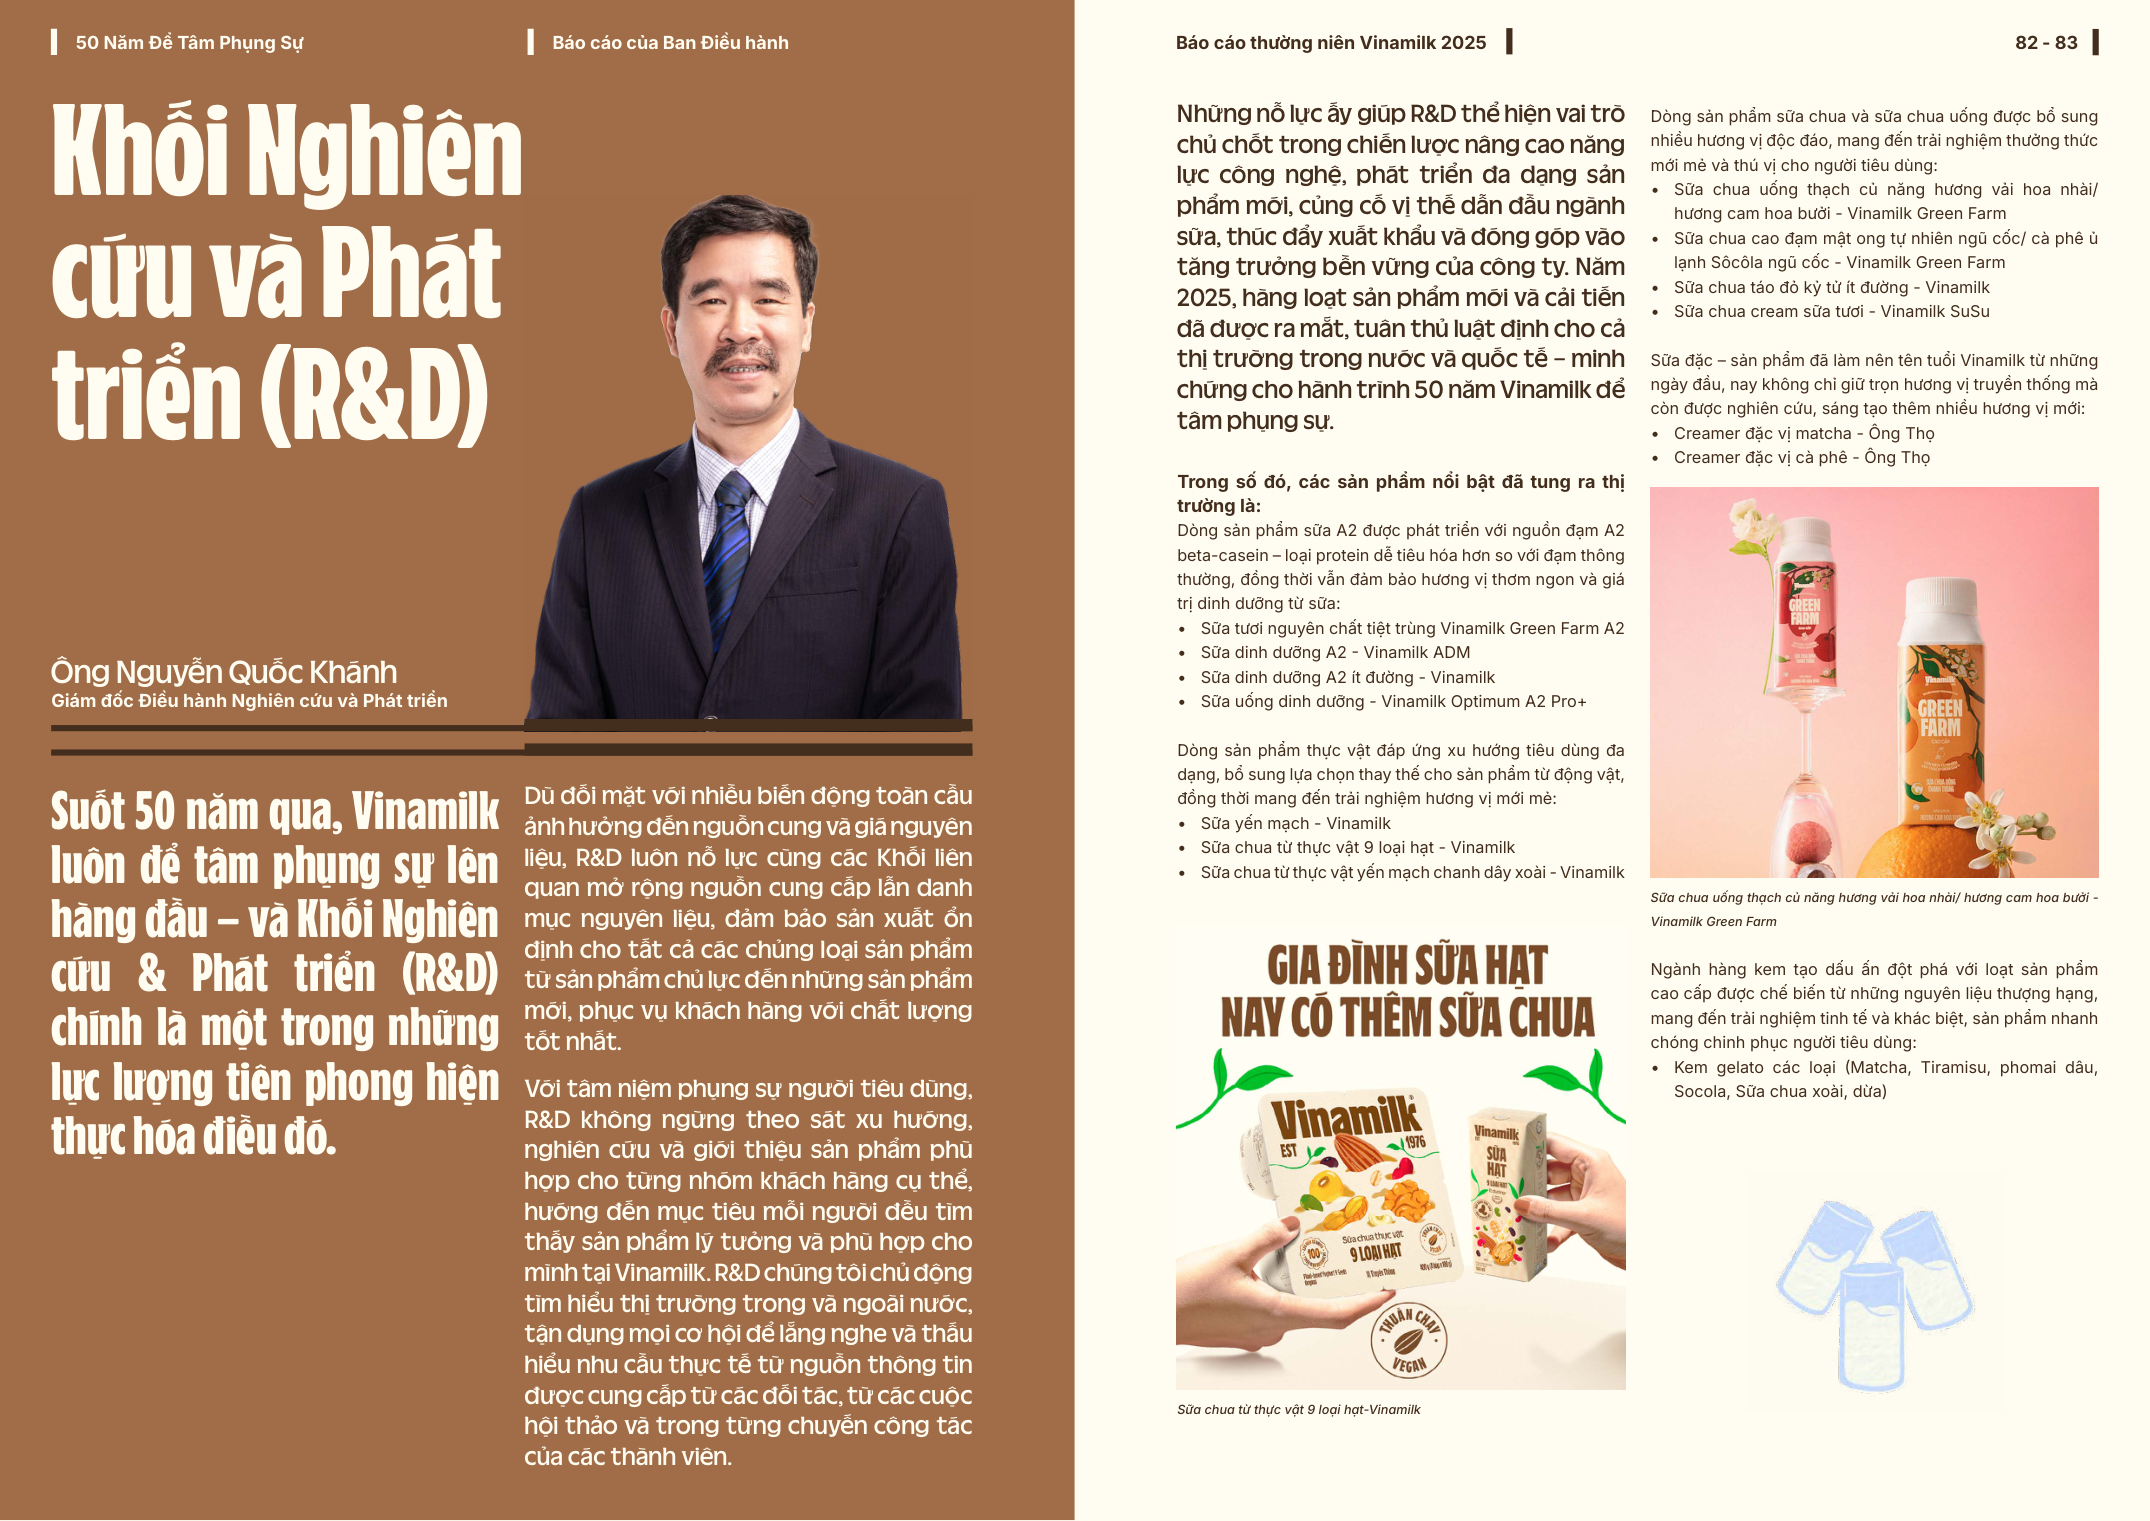 50 Năm Để Tâm Phụng Sự
Báo cáo của Ban Điều hành
Khối Nghiên
cứu và Phát
triển (R&D)
Ông Nguyễn Quốc Khánh
Giám đốc Điều hành Nghiên cứu và Phát triển
Suốt 50 năm qua, Vinamilk
luôn để tâm phụng sự lên
hàng đầu – và Khối Nghiên
cứu & Phát triển (R&D)
chính là một trong những
lực lượng tiên phong hiện
thực hóa điều đó.
Dù đối mặt với nhiều biến động toàn cầu
ảnh hưởng đến nguồn cung và giá nguyên
liệu, R&D luôn nỗ lực cùng các Khối liên
quan mở rộng nguồn cung cấp lẫn danh
mục nguyên liệu, đảm bảo sản xuất ổn
định cho tất cả các chủng loại sản phẩm
từ sản phẩm chủ lực đến những sản phẩm
mới, phục vụ khách hàng với chất lượng
tốt nhất.
Với tâm niệm phụng sự người tiêu dùng,
R&D không ngừng theo sát xu hướng,
nghiên cứu và giới thiệu sản phẩm phù
hợp cho từng nhóm khách hàng cụ thể,
hướng đến mục tiêu mỗi người đều tìm
thấy sản phẩm lý tưởng và phù hợp cho
mình tại Vinamilk. R&D chúng tôi chủ động
tìm hiểu thị trường trong và ngoài nước,
tận dụng mọi cơ hội để lắng nghe và thấu
hiểu nhu cầu thực tế từ nguồn thông tin
được cung cấp từ các đối tác, từ các cuộc
hội thảo và trong từng chuyến công tác
của các thành viên.
Báo cáo thường niên Vinamilk 2025
82 - 83
Những nỗ lực ấy giúp R&D thể hiện vai trò
chủ chốt trong chiến lược nâng cao năng
lực công nghệ, phát triển đa dạng sản
phẩm mới, củng cố vị thế dẫn đầu ngành
sữa, thúc đẩy xuất khẩu và đóng góp vào
tăng trưởng bền vững của công ty. Năm
2025, hàng loạt sản phẩm mới và cải tiến
đã được ra mắt, tuân thủ luật định cho cả
thị trường trong nước và quốc tế – minh
chứng cho hành trình 50 năm Vinamilk để
tâm phụng sự.
Trong số đó, các sản phẩm nổi bật đã tung ra thị
trường là:
Dòng sản phẩm sữa A2 được phát triển với nguồn đạm A2
beta-casein – loại protein dễ tiêu hóa hơn so với đạm thông
thường, đồng thời vẫn đảm bảo hương vị thơm ngon và giá
trị dinh dưỡng từ sữa:
• Sữa tươi nguyên chất tiệt trùng Vinamilk Green Farm A2
• Sữa dinh dưỡng A2 - Vinamilk ADM
• Sữa dinh dưỡng A2 ít đường - Vinamilk
• Sữa uống dinh dưỡng - Vinamilk Optimum A2 Pro+
Dòng sản phẩm thực vật đáp ứng xu hướng tiêu dùng đa
dạng, bổ sung lựa chọn thay thế cho sản phẩm từ động vật,
đồng thời mang đến trải nghiệm hương vị mới mẻ:
• Sữa yến mạch - Vinamilk
• Sữa chua từ thực vật 9 loại hạt - Vinamilk
• Sữa chua từ thực vật yến mạch chanh dây xoài - Vinamilk
GIA ĐÌNH SỮA HẠT
NAY CÓ THÊM SỮA CHUA
Vinamilk
EST 1976
Sữa chua thực vật
9 LOẠI HẠT
100%
Vinamilk
SỮA
HẠT
9 LOẠI HẠT
THUẦN CHAY
VEGAN
Sữa chua từ thực vật 9 loại hạt-Vinamilk
Dòng sản phẩm sữa chua và sữa chua uống được bổ sung
nhiều hương vị độc đáo, mang đến trải nghiệm thưởng thức
mới mẻ và thú vị cho người tiêu dùng:
• Sữa chua uống thạch củ năng hương vải hoa nhài/
hương cam hoa bưởi - Vinamilk Green Farm
• Sữa chua cao đạm mật ong tự nhiên ngũ cốc/ cà phê ủ
lạnh Sôcôla ngũ cốc - Vinamilk Green Farm
• Sữa chua táo đỏ kỷ tử ít đường - Vinamilk
• Sữa chua cream sữa tươi - Vinamilk SuSu
Sữa đặc – sản phẩm đã làm nên tên tuổi Vinamilk từ những
ngày đầu, nay không chỉ giữ trọn hương vị truyền thống mà
còn được nghiên cứu, sáng tạo thêm nhiều hương vị mới:
• Creamer đặc vị matcha - Ông Thọ
• Creamer đặc vị cà phê - Ông Thọ
GREEN
FARM
Vinamilk
GREEN
FARM
Sữa chua uống thạch củ năng hương vải hoa nhài/ hương cam hoa bưởi -
Vinamilk Green Farm
Ngành hàng kem tạo dấu ấn đột phá với loạt sản phẩm
cao cấp được chế biến từ những nguyên liệu thượng hạng,
mang đến trải nghiệm tinh tế và khác biệt, sản phẩm nhanh
chóng chinh phục người tiêu dùng:
• Kem gelato các loại (Matcha, Tiramisu, phomai dâu,
Socola, Sữa chua xoài, dừa)